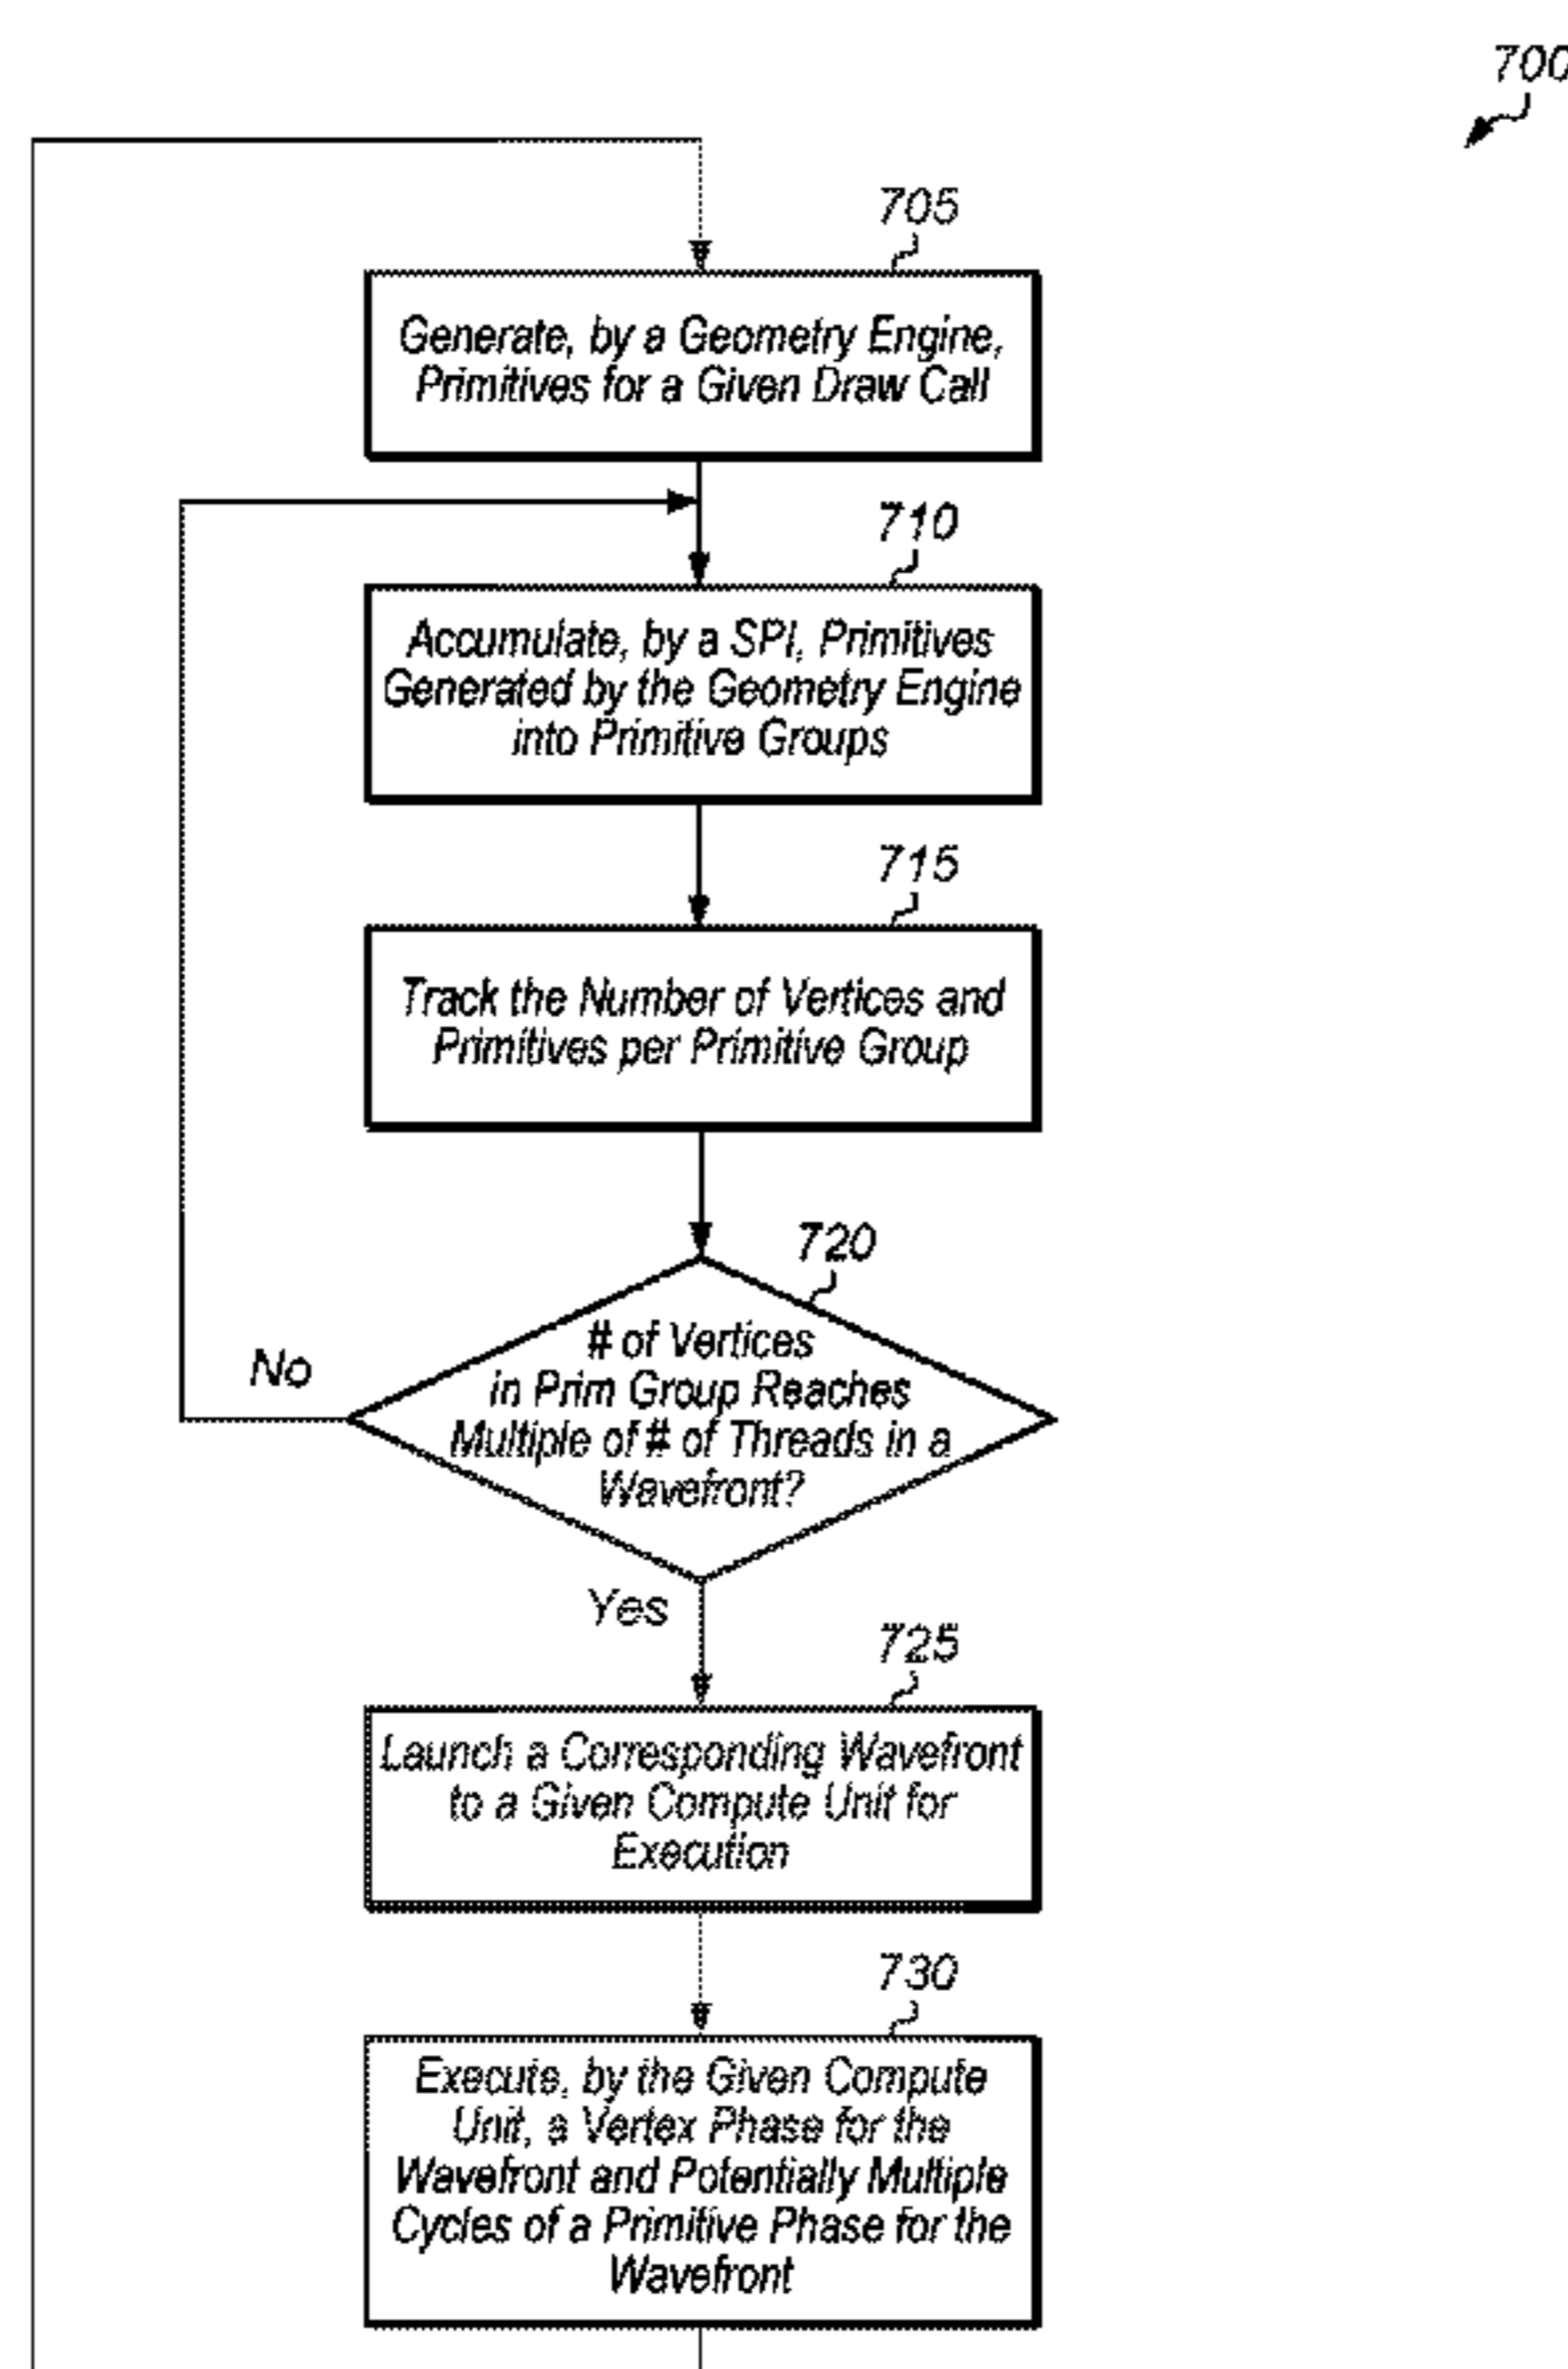 700
705
Generate, by a Geometry Engine,
Primitives for a Given Draw Call
710
Accumulate, by a SPI, Primitives
Generated by the Geometry Engine
into Primitive Groups
715
Track the Number of Vertices and
Primitives per Primitive Group
720
# of Vertices
in Prim Group Reaches
Multiple of # of Threads in a
Wavefront?
No
Yes
725
Launch a Corresponding Wavefront
to a Given Compute Unit for
Execution
730
Execute, by the Given Compute
Unit, a Vertex Phase for the
Wavefront and Potentially Multiple
Cycles of a Primitive Phase for the
Wavefront